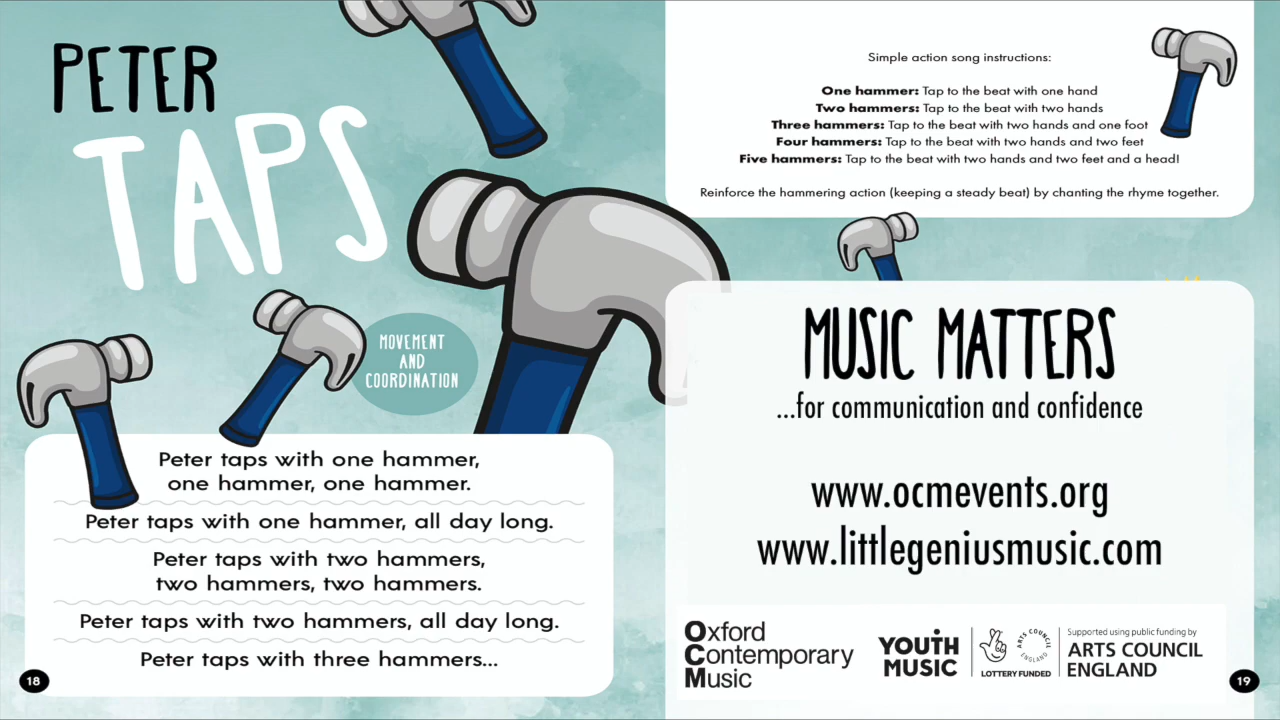 PETER
TAPS
MOVEMENT
AND
COORDINATION
Peter taps with one hammer,
one hammer, one hammer.
Peter taps with one hammer, all day long.
Peter taps with two hammers,
two hammers, two hammers.
Peter taps with two hammers, all day long.
Peter taps with three hammers...
18
Simple action song instructions:
One hammer: Tap to the beat with one hand
Two hammers: Tap to the beat with two hands
Three hammers: Tap to the beat with two hands and one foot
Four hammers: Tap to the beat with two hands and two feet
Five hammers: Tap to the beat with two hands and two feet and a head!
Reinforce the hammering action (keeping a steady beat) by chanting the rhyme together.
MUSIC MATTERS
...for communication and confidence
www.ocmevents.org
www.littlegeniusmusic.com
Oxford
Contemporary
Music
YOUTH
MUSIC
LOTTERY FUNDED
ARTS COUNCIL
ENGLAND
Supported using public funding by
ARTS COUNCIL
ENGLAND
19